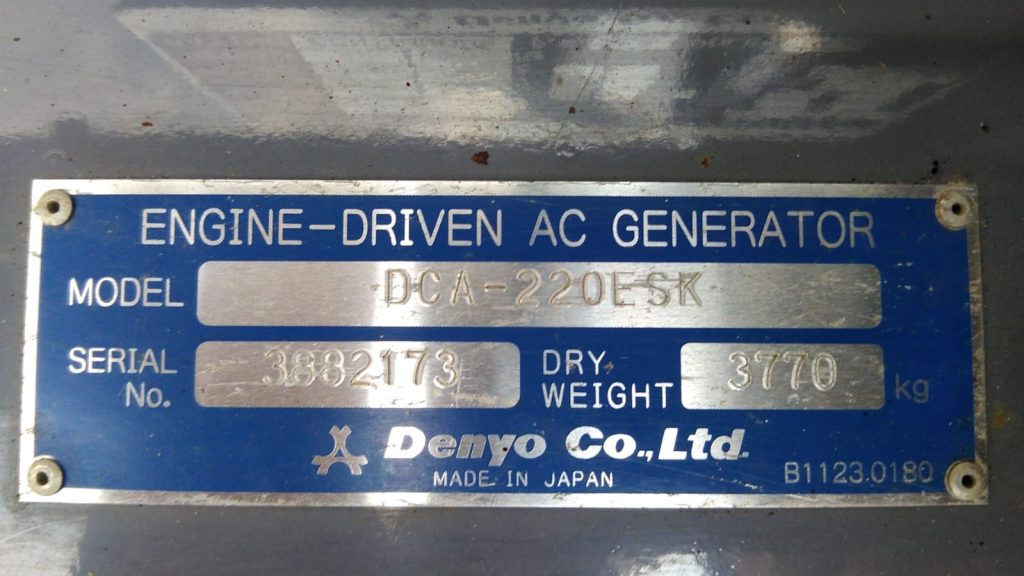 ENGINE-DRIVEN AC GENERATOR
MODEL DCA-220ESK
SERIAL No. 3882173 DRY WEIGHT 3770 kg
Denyo Co.,Ltd.
MADE IN JAPAN B1123.0180